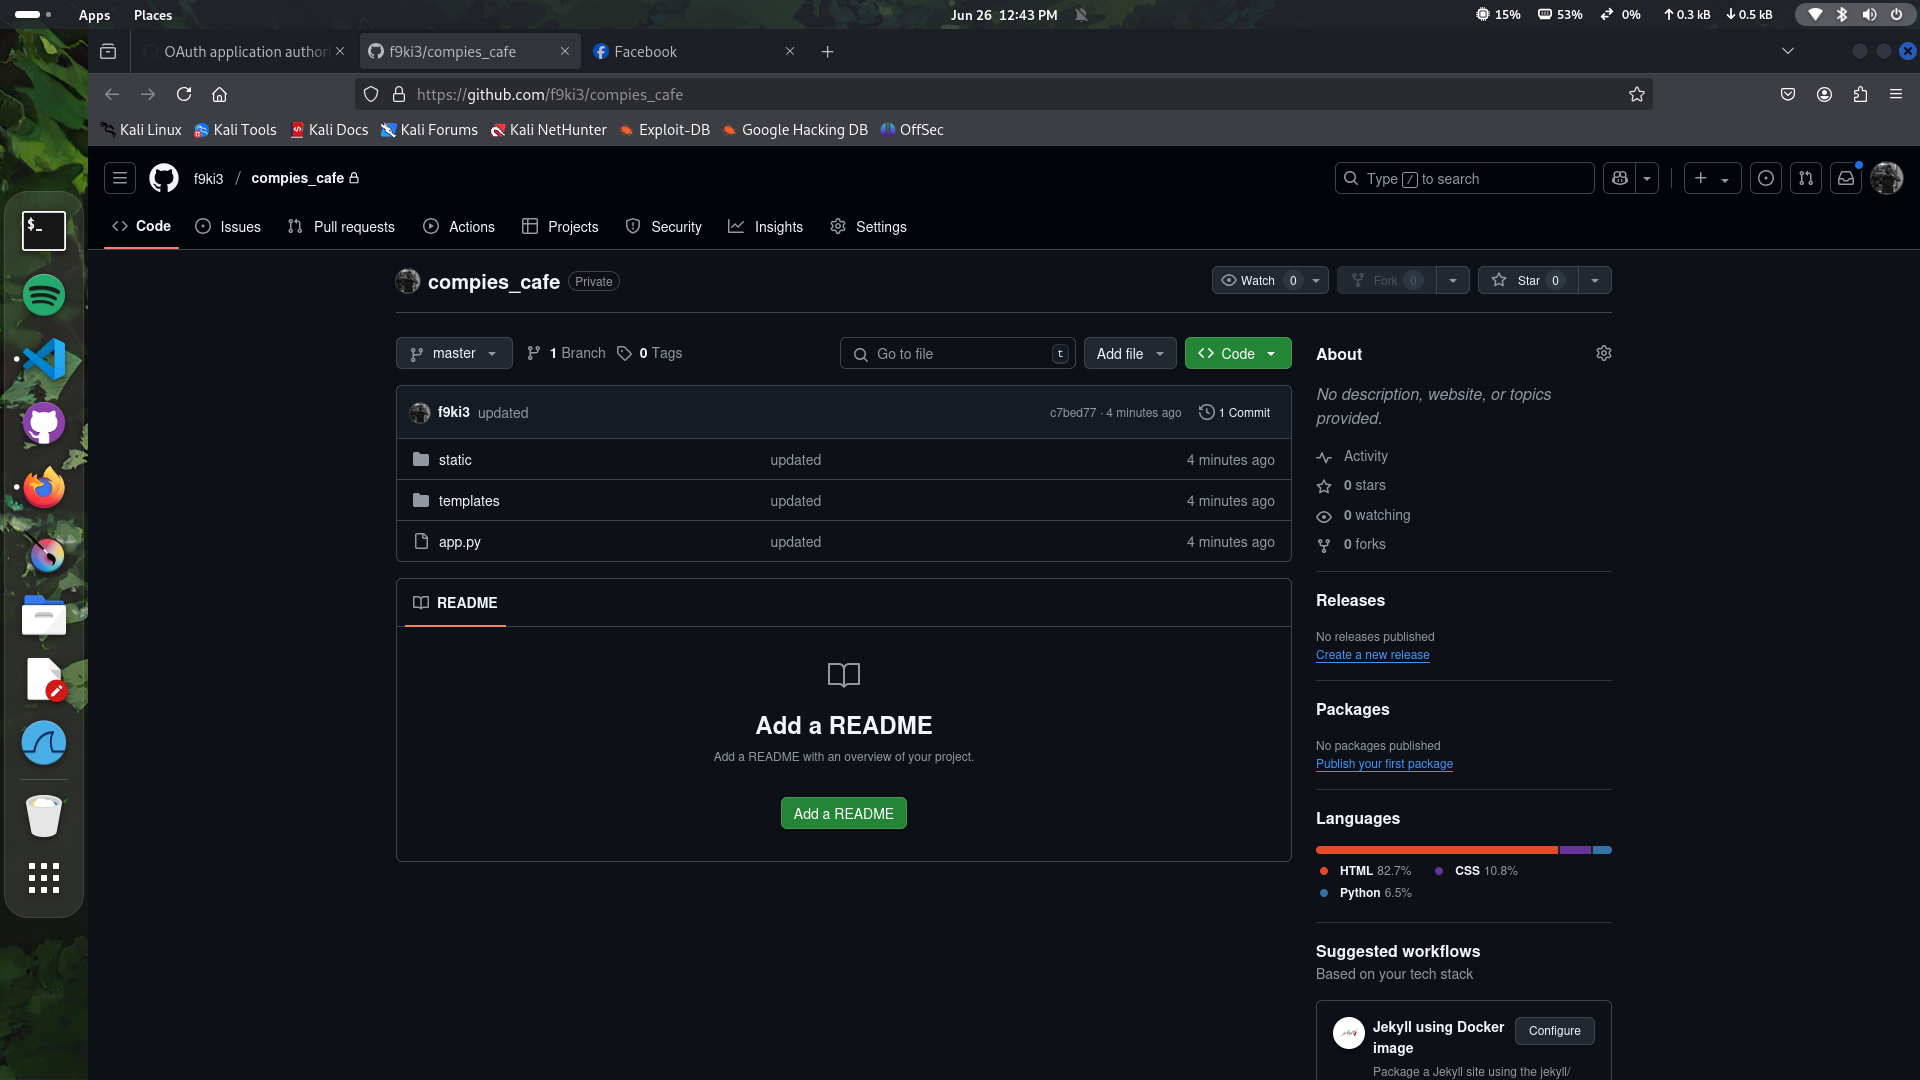 Apps Places Jun 26 12:43 PM 15% 53% 0% 0.3 kB 0.5 kB
f9ki3/compies_cafe Facebook
https://github.com/f9ki3/compies_cafe
Kali Linux Kali Tools Kali Docs Kali Forums Kali NetHunter Exploit-DB Google Hacking DB OffSec
f9ki3 / compies_cafe Type / to search
Code Issues Pull requests Actions Projects Security Insights Settings
compies_cafe Private Watch 0 Fork 0 Star 0
master 1 Branch 0 Tags Go to file t Add file Code
f9ki3 updated c7bed77 · 4 minutes ago 1 Commit
static updated 4 minutes ago
templates updated 4 minutes ago
app.py updated 4 minutes ago
README
Add a README
Add a README with an overview of your project.
Add a README
About
No description, website, or topics
provided.
Activity
0 stars
0 watching
0 forks
Releases
No releases published
Create a new release
Packages
No packages published
Publish your first package
Languages
HTML 82.7% CSS 10.8%
Python 6.5%
Suggested workflows
Based on your tech stack
Jekyll using Docker
image
Configure
Package a Jekyll site using the jekyll/
$_